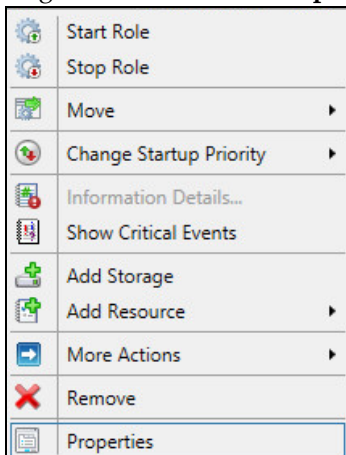 Start Role
Stop Role
Move
Change Startup Priority
Information Details...
Show Critical Events
Add Storage
Add Resource
More Actions
Remove
Properties